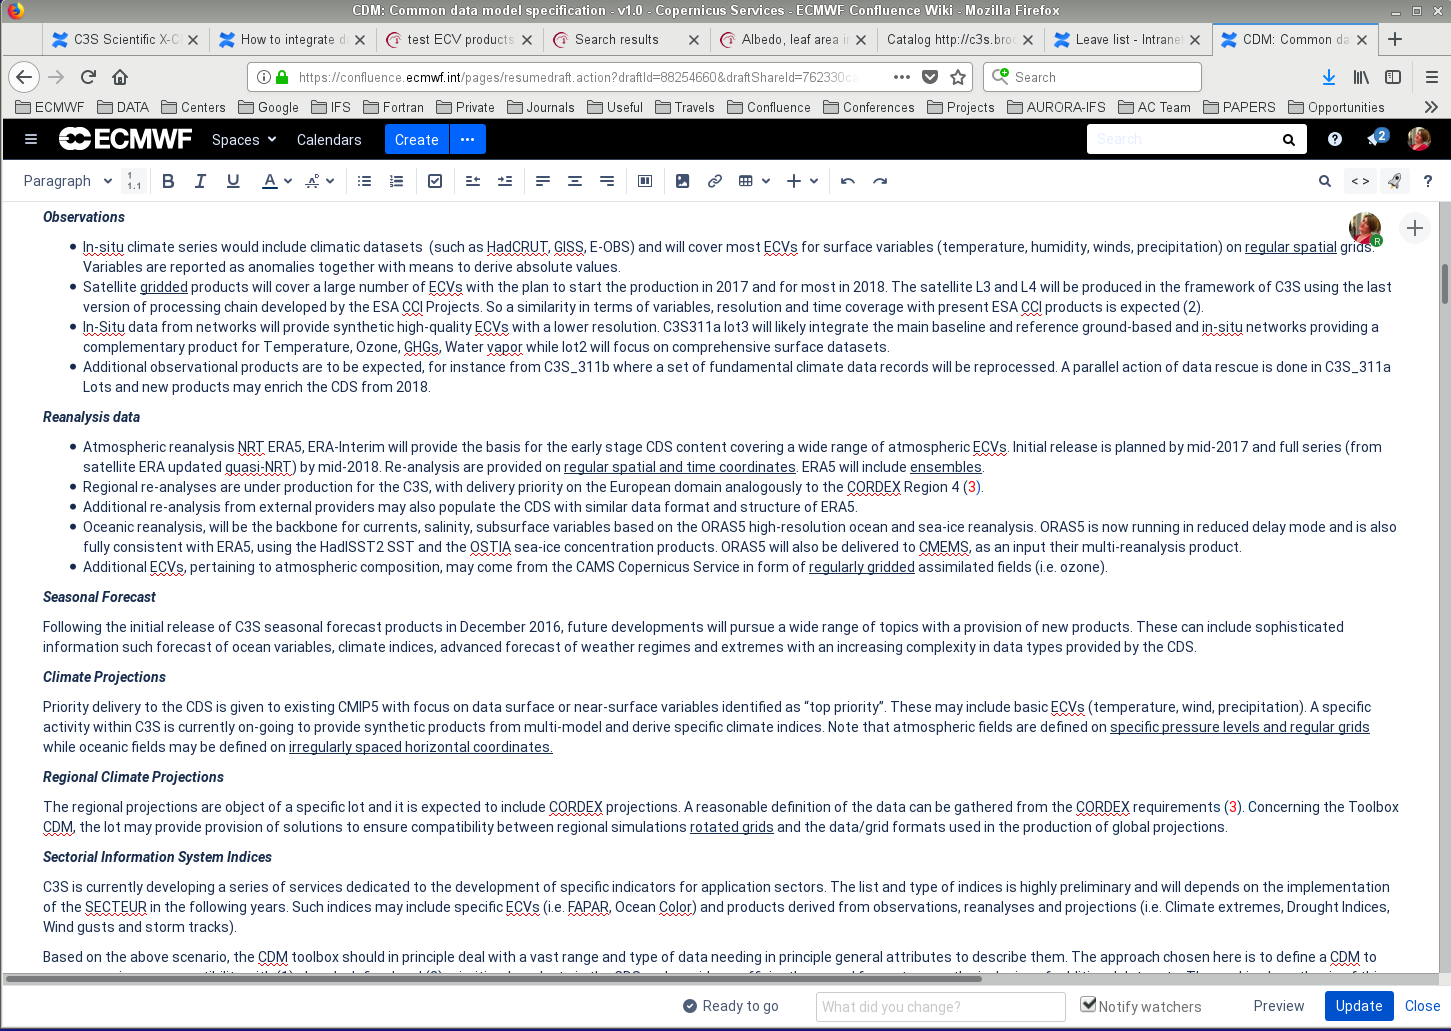 CDM: Common data model specification - v1.0 - Copernicus Services - ECMWF Confluence Wiki - Mozilla Firefox
C3S Scientific X-C
How to integrate d
test ECV products
Search results
Albedo, leaf area i
Catalog http://c3s.broc
Leave list - Intranet
CDM: Common da
https://confluence.ecmwf.int/pages/resumedraft.action?draftId=88254660&draftShareId=762330c
Search
ECMWF DATA Centers Google IFS Fortran Private Journals Useful Travels Confluence Conferences Projects AURORA-IFS AC Team PAPERS Opportunities
ECMWF Spaces Calendars Create ··· Search 2
Paragraph 1 1.1 B I U A < > ?
Observations
R
In-situ climate series would include climatic datasets  (such as HadCRUT, GISS, E-OBS) and will cover most ECVs for surface variables (temperature, humidity, winds, precipitation) on regular spatial grids.
Variables are reported as anomalies together with means to derive absolute values.
Satellite gridded products will cover a large number of ECVs with the plan to start the production in 2017 and for most in 2018. The satellite L3 and L4 will be produced in the framework of C3S using the last
version of processing chain developed by the ESA CCI Projects. So a similarity in terms of variables, resolution and time coverage with present ESA CCI products is expected (2).
In-Situ data from networks will provide synthetic high-quality ECVs with a lower resolution. C3S311a lot3 will likely integrate the main baseline and reference ground-based and in-situ networks providing a
complementary product for Temperature, Ozone, GHGs, Water vapor while lot2 will focus on comprehensive surface datasets.
Additional observational products are to be expected, for instance from C3S_311b where a set of fundamental climate data records will be reprocessed. A parallel action of data rescue is done in C3S_311a
Lots and new products may enrich the CDS from 2018.
Reanalysis data
Atmospheric reanalysis NRT ERA5, ERA-Interim will provide the basis for the early stage CDS content covering a wide range of atmospheric ECVs. Initial release is planned by mid-2017 and full series (from
satellite ERA updated quasi-NRT) by mid-2018. Re-analysis are provided on regular spatial and time coordinates. ERA5 will include ensembles.
Regional re-analyses are under production for the C3S, with delivery priority on the European domain analogously to the CORDEX Region 4 (3).
Additional re-analysis from external providers may also populate the CDS with similar data format and structure of ERA5.
Oceanic reanalysis, will be the backbone for currents, salinity, subsurface variables based on the ORAS5 high-resolution ocean and sea-ice reanalysis. ORAS5 is now running in reduced delay mode and is also
fully consistent with ERA5, using the HadISST2 SST and the OSTIA sea-ice concentration products. ORAS5 will also be delivered to CMEMS, as an input their multi-reanalysis product.
Additional ECVs, pertaining to atmospheric composition, may come from the CAMS Copernicus Service in form of regularly gridded assimilated fields (i.e. ozone).
Seasonal Forecast
Following the initial release of C3S seasonal forecast products in December 2016, future developments will pursue a wide range of topics with a provision of new products. These can include sophisticated
information such forecast of ocean variables, climate indices, advanced forecast of weather regimes and extremes with an increasing complexity in data types provided by the CDS.
Climate Projections
Priority delivery to the CDS is given to existing CMIP5 with focus on data surface or near-surface variables identified as “top priority”. These may include basic ECVs (temperature, wind, precipitation). A specific
activity within C3S is currently on-going to provide synthetic products from multi-model and derive specific climate indices. Note that atmospheric fields are defined on specific pressure levels and regular grids
while oceanic fields may be defined on irregularly spaced horizontal coordinates.
Regional Climate Projections
The regional projections are object of a specific lot and it is expected to include CORDEX projections. A reasonable definition of the data can be gathered from the CORDEX requirements (3). Concerning the Toolbox
CDM, the lot may provide provision of solutions to ensure compatibility between regional simulations rotated grids and the data/grid formats used in the production of global projections.
Sectorial Information System Indices
C3S is currently developing a series of services dedicated to the development of specific indicators for application sectors. The list and type of indices is highly preliminary and will depends on the implementation
of the SECTEUR in the following years. Such indices may include specific ECVs (i.e. FAPAR, Ocean Color) and products derived from observations, reanalyses and projections (i.e. Climate extremes, Drought Indices,
Wind gusts and storm tracks).
Based on the above scenario, the CDM toolbox should in principle deal with a vast range and type of data needing in principle general attributes to describe them. The approach chosen here is to define a CDM to
Ready to go What did you change? Notify watchers Preview Update Close